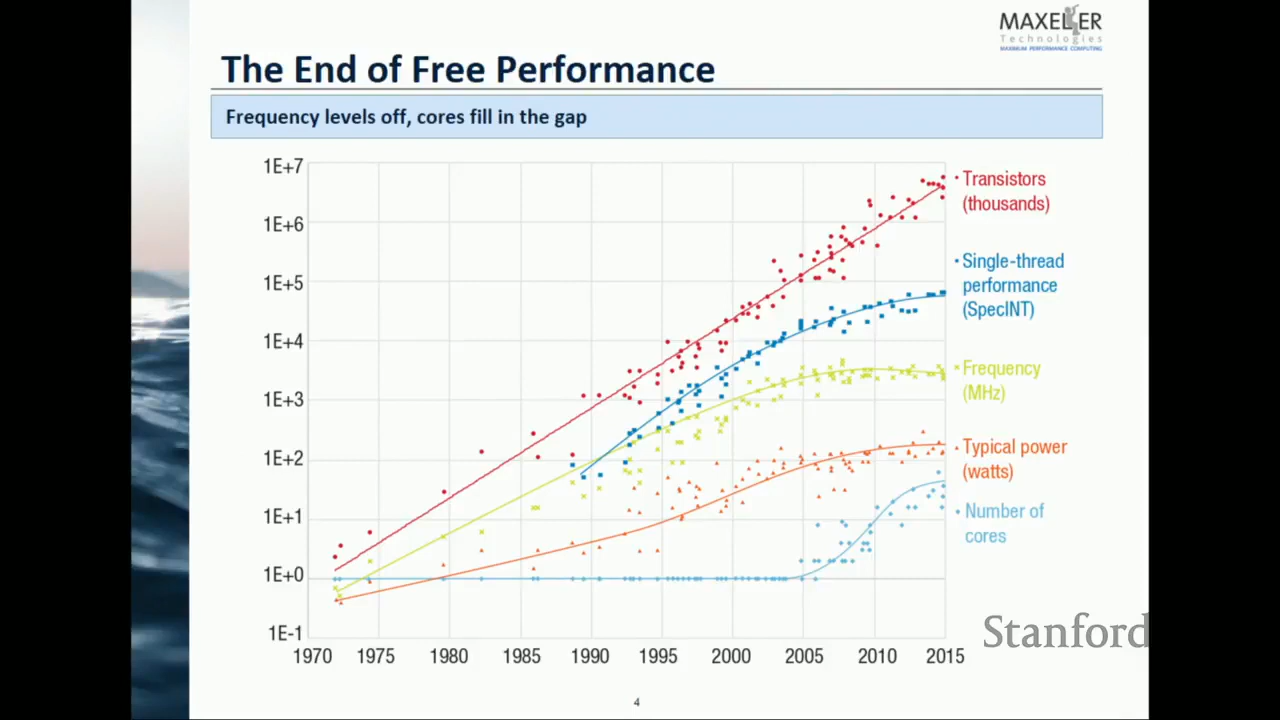 MAXELER
Technologies
MAXIMUM PERFORMANCE COMPUTING
The End of Free Performance
Frequency levels off, cores fill in the gap
1E+7
1E+6
1E+5
1E+4
1E+3
1E+2
1E+1
1E+0
1E-1
1970 1975 1980 1985 1990 1995 2000 2005 2010 2015
Transistors
(thousands)
Single-thread
performance
(SpecINT)
Frequency
(MHz)
Typical power
(watts)
Number of
cores
Stanford
4